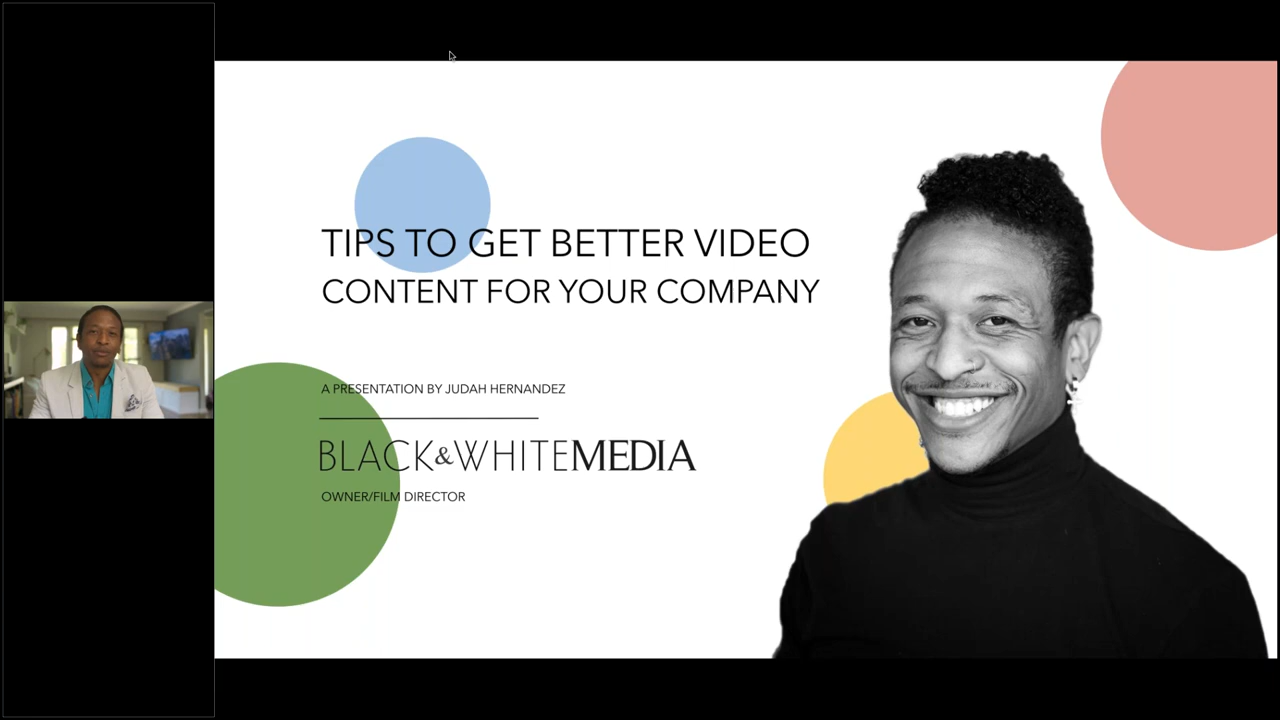 TIPS TO GET BETTER VIDEO
CONTENT FOR YOUR COMPANY
A PRESENTATION BY JUDAH HERNANDEZ
BLACK&WHITEMEDIA
OWNER/FILM DIRECTOR